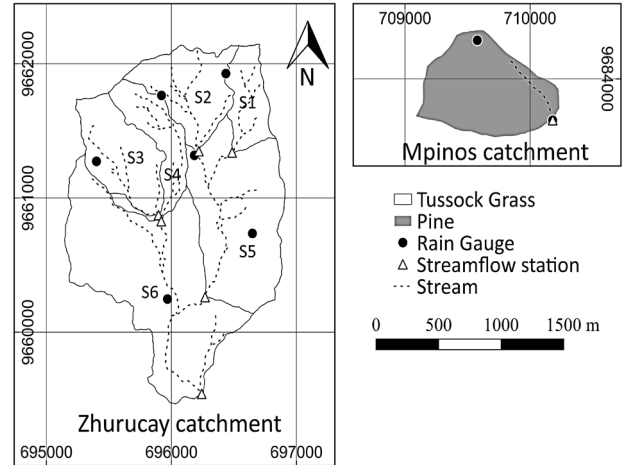 9662000
9661000
9660000
N
S2
S1
S3
S4
S5
S6
Zhurucay catchment
695000 696000 697000
709000 710000
9684000
Mpinos catchment
Tussock Grass
Pine
Rain Gauge
Streamflow station
Stream
0 500 1000 1500 m